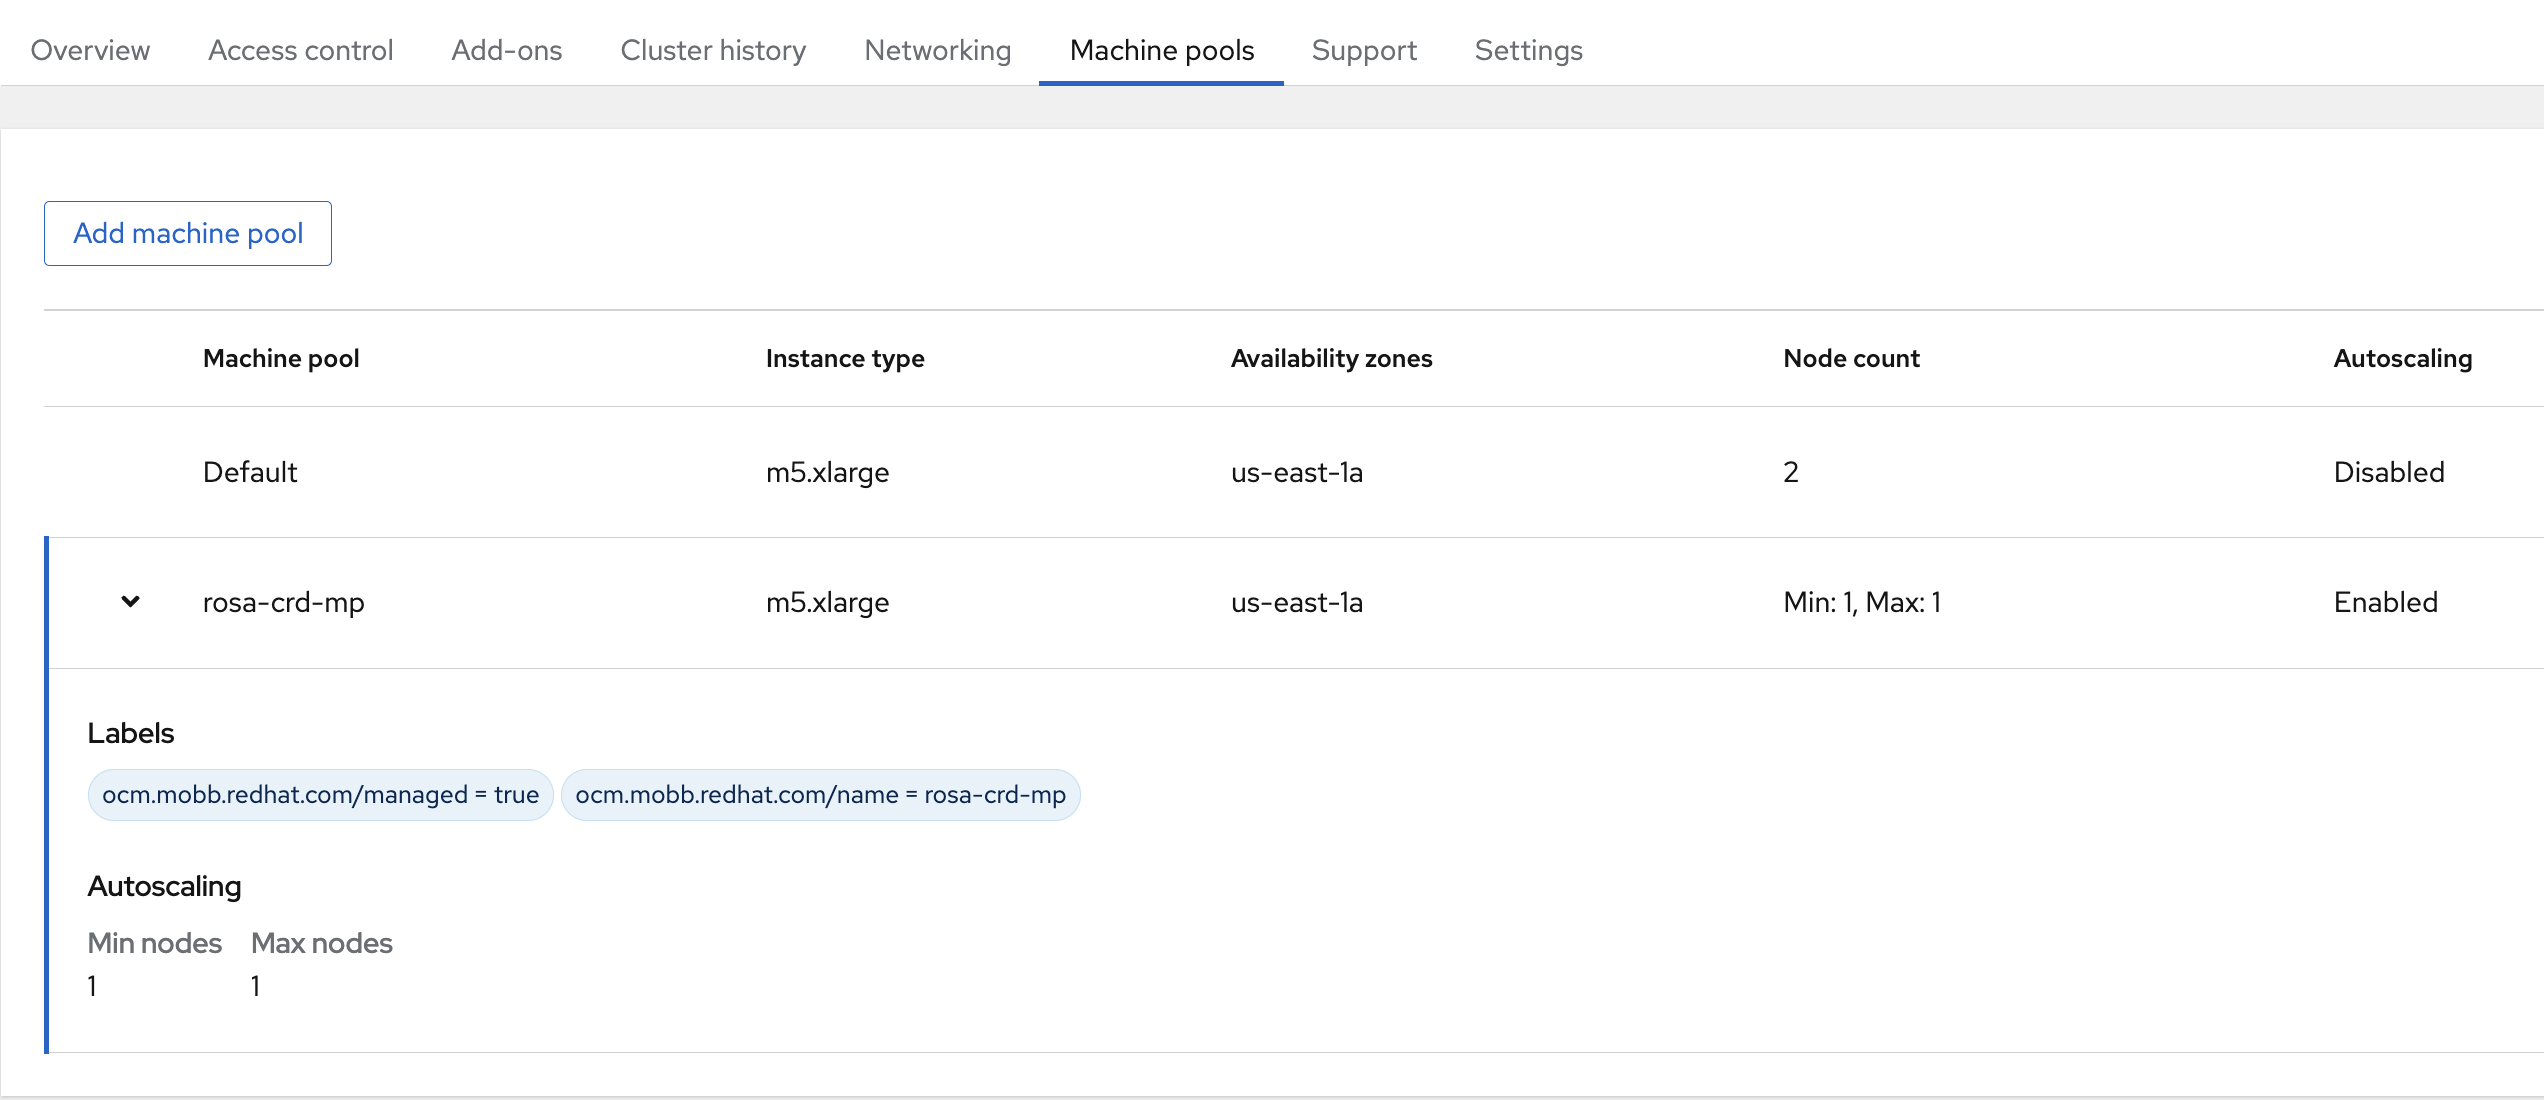 Overview Access control Add-ons Cluster history Networking Machine pools Support Settings
Add machine pool
Machine pool Instance type Availability zones Node count Autoscaling
Default m5.xlarge us-east-1a 2 Disabled
rosa-crd-mp m5.xlarge us-east-1a Min: 1, Max: 1 Enabled
Labels
ocm.mobb.redhat.com/managed = true ocm.mobb.redhat.com/name = rosa-crd-mp
Autoscaling
Min nodes Max nodes
1 1